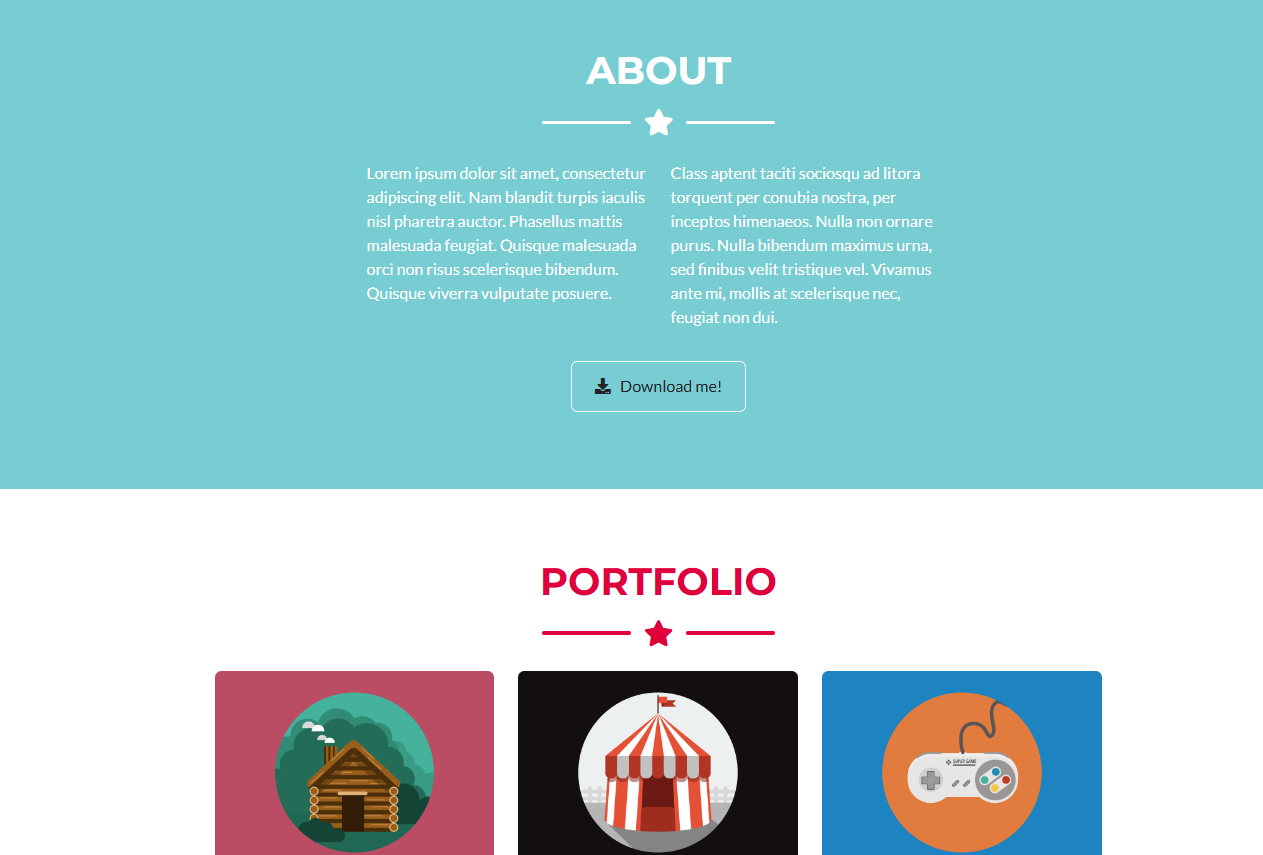 ABOUT
Lorem ipsum dolor sit amet, consectetur
adipiscing elit. Nam blandit turpis iaculis
nisl pharetra auctor. Phasellus mattis
malesuada feugiat. Quisque malesuada
orci non risus scelerisque bibendum.
Quisque viverra vulputate posuere.
Class aptent taciti sociosqu ad litora
torquent per conubia nostra, per
inceptos himenaeos. Nulla non ornare
purus. Nulla bibendum maximus urna,
sed finibus velit tristique vel. Vivamus
ante mi, mollis at scelerisque nec,
feugiat non dui.
Download me!
PORTFOLIO
SUPER GAME